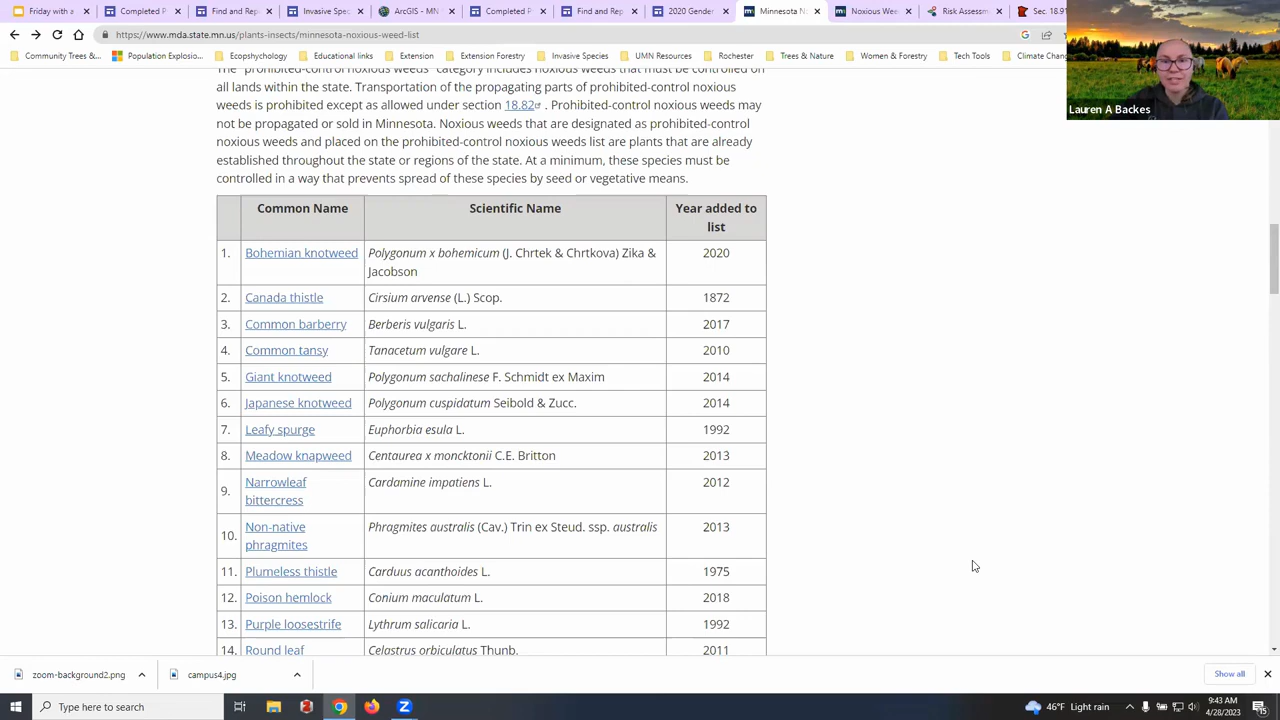 Friday with a
Completed P
Find and Rep
Invasive Spec
ArcGIS - MN
Completed P
Find and Rep
2020 Gender
Minnesota N
Noxious Wee
Risk Assessm
Sec. 18.91
https://www.mda.state.mn.us/plants-insects/minnesota-noxious-weed-list
Community Trees &...
Population Explosio...
Ecopsychology
Educational links
Extension Forestry
Invasive Species
UMN Resources
Rochester
Trees & Nature
Women & Forestry
Tech Tools
Climate Chan
Lauren A Backes
The "prohibited-control noxious weeds" category includes noxious weeds that must be controlled on
all lands within the state. Transportation of the propagating parts of prohibited-control noxious
weeds is prohibited except as allowed under section 18.82 . Prohibited-control noxious weeds may
not be propagated or sold in Minnesota. Noxious weeds that are designated as prohibited-control
noxious weeds and placed on the prohibited-control noxious weeds list are plants that are already
established throughout the state or regions of the state. At a minimum, these species must be
controlled in a way that prevents spread of these species by seed or vegetative means.
Common Name Scientific Name Year added to
list
1. Bohemian knotweed Polygonum x bohemicum (J. Chrtek & Chrtkova) Zika & 2020
Jacobson
2. Canada thistle Cirsium arvense (L.) Scop. 1872
3. Common barberry Berberis vulgaris L. 2017
4. Common tansy Tanacetum vulgare L. 2010
5. Giant knotweed Polygonum sachalinese F. Schmidt ex Maxim 2014
6. Japanese knotweed Polygonum cuspidatum Seibold & Zucc. 2014
7. Leafy spurge Euphorbia esula L. 1992
8. Meadow knapweed Centaurea x moncktonii C.E. Britton 2013
9. Narrowleaf Cardamine impatiens L. 2012
bittercress
10. Non-native Phragmites australis (Cav.) Trin ex Steud. ssp. australis 2013
phragmites
11. Plumeless thistle Carduus acanthoides L. 1975
12. Poison hemlock Conium maculatum L. 2018
13. Purple loosestrife Lythrum salicaria L. 1992
14. Round leaf Celastrus orbiculatus Thunb. 2011
zoom-background2.png
campus4.jpg
Show all
Type here to search
46°F Light rain
9:43 AM
4/28/2023
15